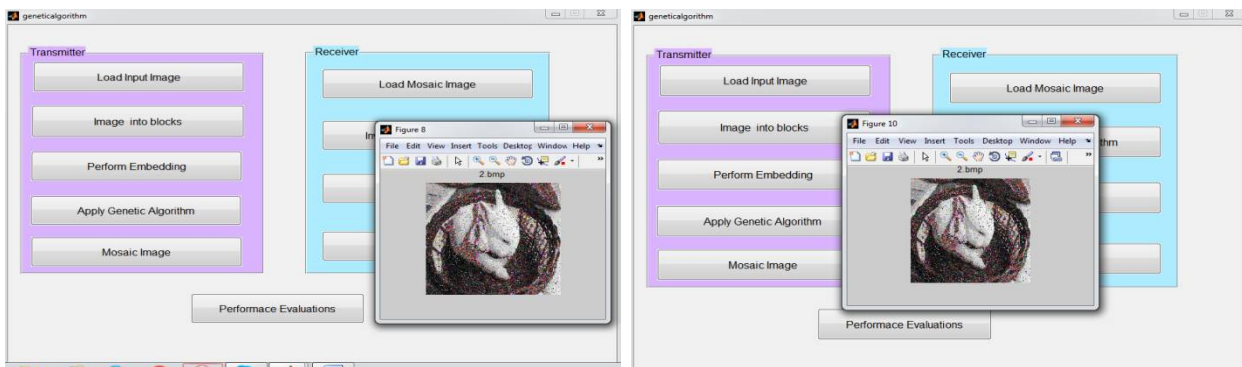 geneticalgorithm
Transmitter
Load Input Image
Image into blocks
Perform Embedding
Apply Genetic Algorithm
Mosaic Image
Receiver
Load Mosaic Image
In
Figure 8
File Edit View Insert Tools Desktop Window Help
2.bmp
Performace Evaluations
geneticalgorithm
Transmitter
Load Input Image
Image into blocks
Perform Embedding
Apply Genetic Algorithm
Mosaic Image
Receiver
Load Mosaic Image
thm
Figure 10
File Edit View Insert Tools Desktop Window Help
2.bmp
Performace Evaluations